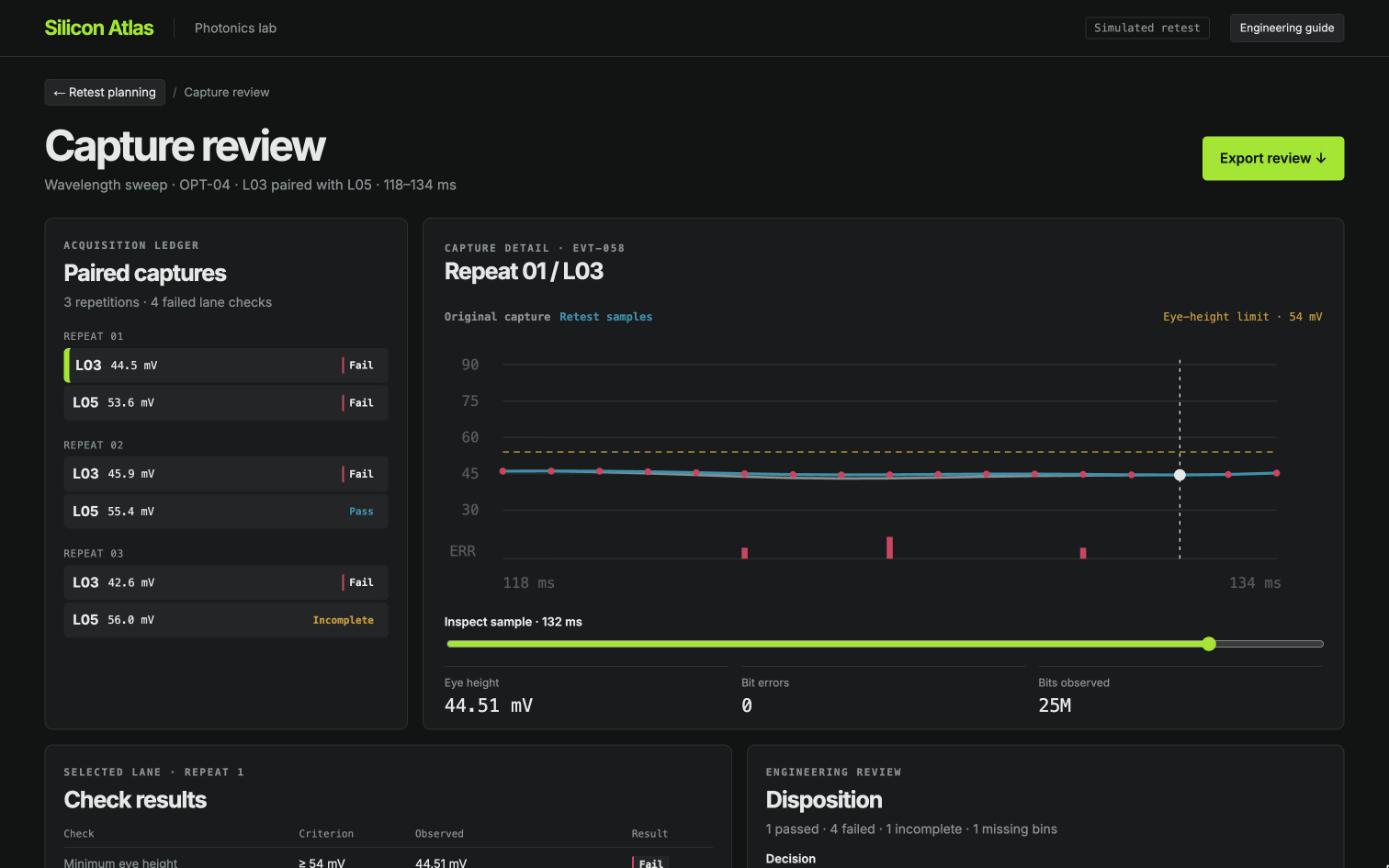 Silicon Atlas
Photonics lab
Simulated retest
Engineering guide
← Retest planning / Capture review
Capture review
Wavelength sweep · OPT-04 · L03 paired with L05 · 118–134 ms
Export review ↓
ACQUISITION LEDGER
Paired captures
3 repetitions · 4 failed lane checks
REPEAT 01
L03 44.5 mV Fail
L05 53.6 mV Fail
REPEAT 02
L03 45.9 mV Fail
L05 55.4 mV Pass
REPEAT 03
L03 42.6 mV Fail
L05 56.0 mV Incomplete
CAPTURE DETAIL · EVT-058
Repeat 01 / L03
Original capture Retest samples
Eye-height limit · 54 mV
90
75
60
45
30
ERR
118 ms
134 ms
Inspect sample · 132 ms
Eye height
44.51 mV
Bit errors
0
Bits observed
25M
SELECTED LANE · REPEAT 1
Check results
Check Criterion Observed Result
Minimum eye height ≥ 54 mV 44.51 mV Fail
ENGINEERING REVIEW
Disposition
1 passed · 4 failed · 1 incomplete · 1 missing bins
Decision